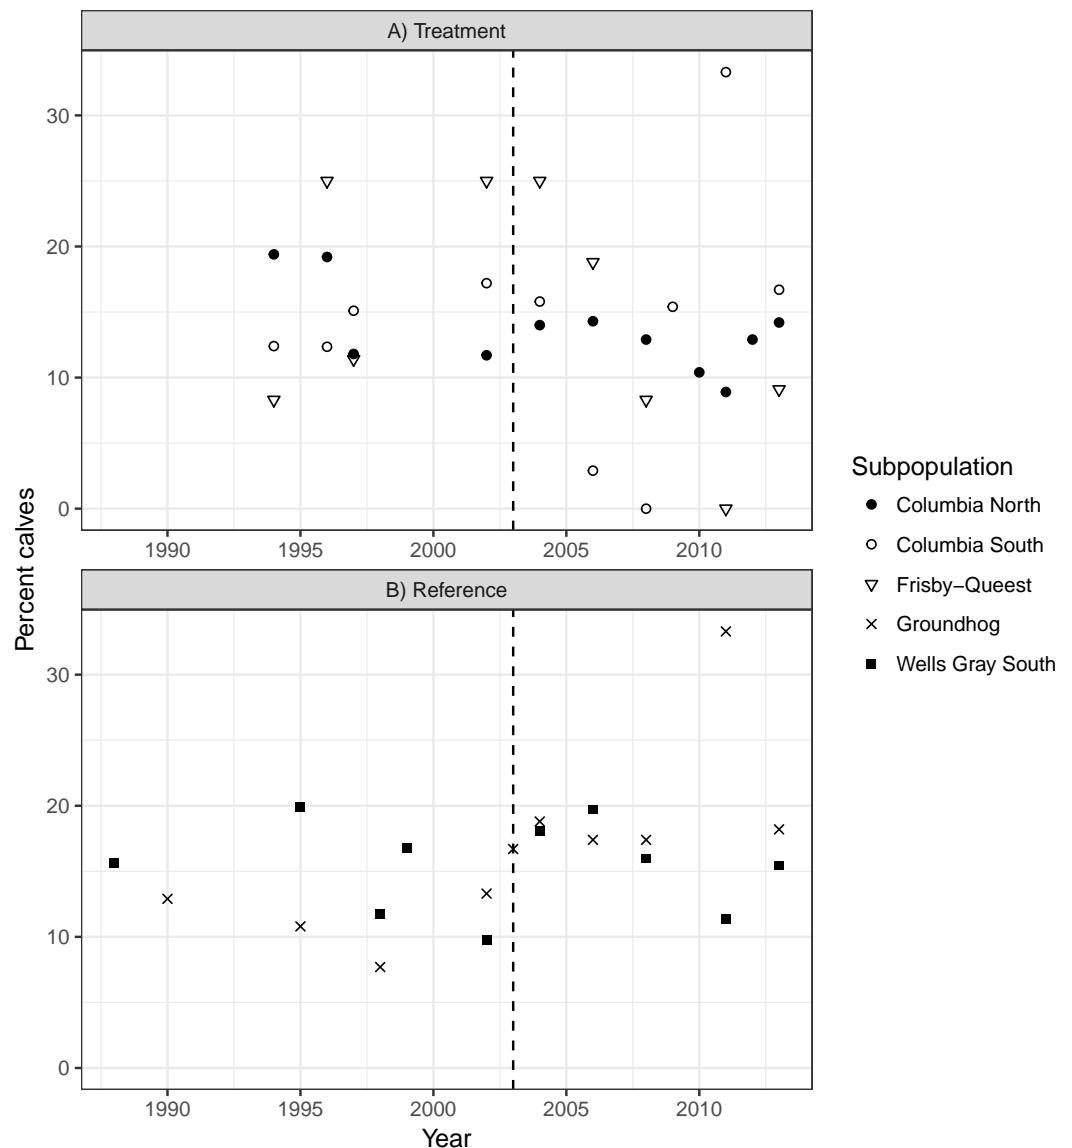 A) Treatment
30
20
10
0
1990 1995 2000 2005 2010
B) Reference
30
20
10
0
1990 1995 2000 2005 2010
Year
Percent calves
Subpopulation
Columbia North
Columbia South
Frisby−Queest
Groundhog
Wells Gray South